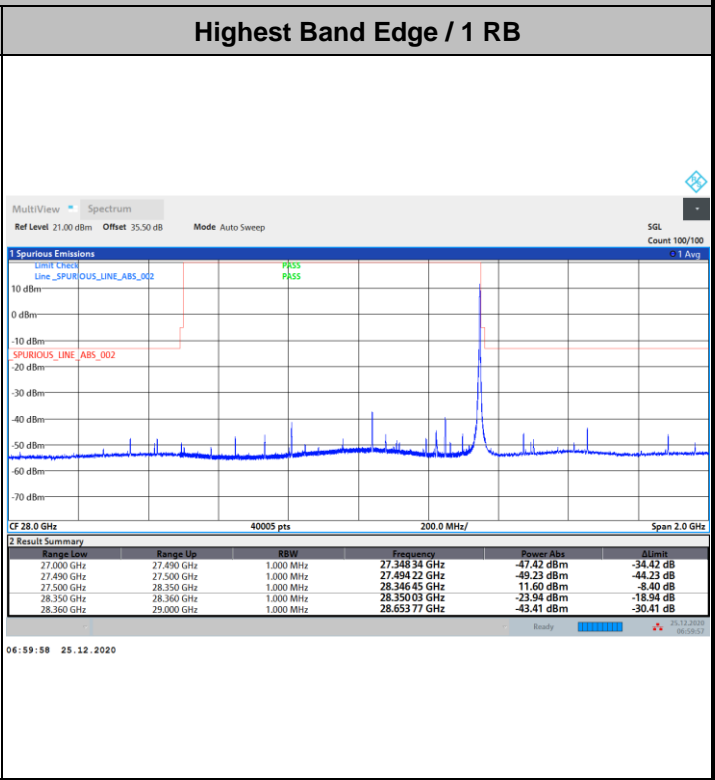 Highest Band Edge / 1 RB
MultiView Spectrum
Ref Level 21.00 dBm Offset 35.50 dB Mode Auto Sweep SGL
Count 100/100
1 Spurious Emissions 1 Avg
Limit Check PASS
Line _SPURIOUS_LINE_ABS_002 PASS
10 dBm
0 dBm
-10 dBm
_SPURIOUS_LINE_ABS_002
-20 dBm
-30 dBm
-40 dBm
-50 dBm
-60 dBm
-70 dBm
CF 28.0 GHz 40005 pts 200.0 MHz/ Span 2.0 GHz
2 Result Summary
Range Low Range Up RBW Frequency Power Abs ΔLimit
27.000 GHz 27.490 GHz 1.000 MHz 27.348 34 GHz -47.42 dBm -34.42 dB
27.490 GHz 27.500 GHz 1.000 MHz 27.494 22 GHz -49.23 dBm -44.23 dB
27.500 GHz 28.350 GHz 1.000 MHz 28.346 45 GHz 11.60 dBm -8.40 dB
28.350 GHz 28.360 GHz 1.000 MHz 28.350 03 GHz -23.94 dBm -18.94 dB
28.360 GHz 29.000 GHz 1.000 MHz 28.653 77 GHz -43.41 dBm -30.41 dB
Ready 25.12.2020
06:59:57
06:59:58 25.12.2020